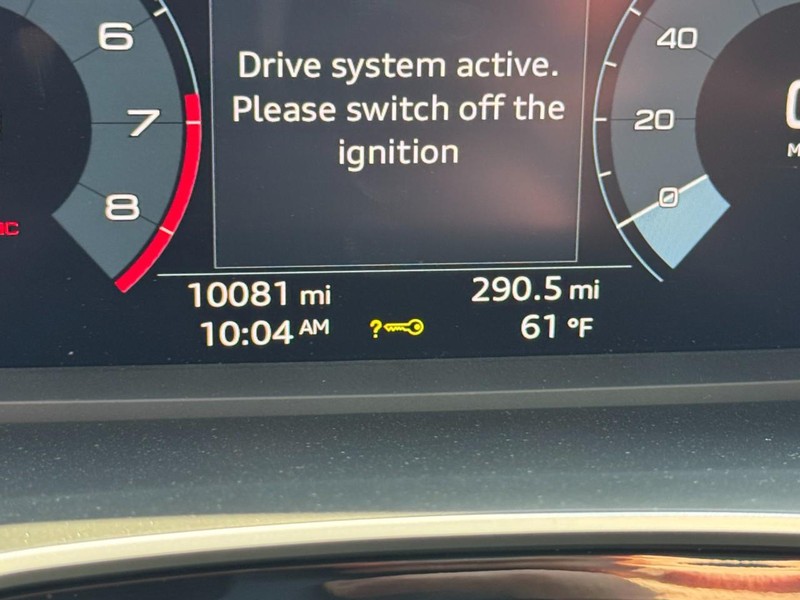 6
7
8
Drive system active.
Please switch off the
ignition
40
20
0
10081 mi
290.5 mi
10:04 AM
?
61 °F